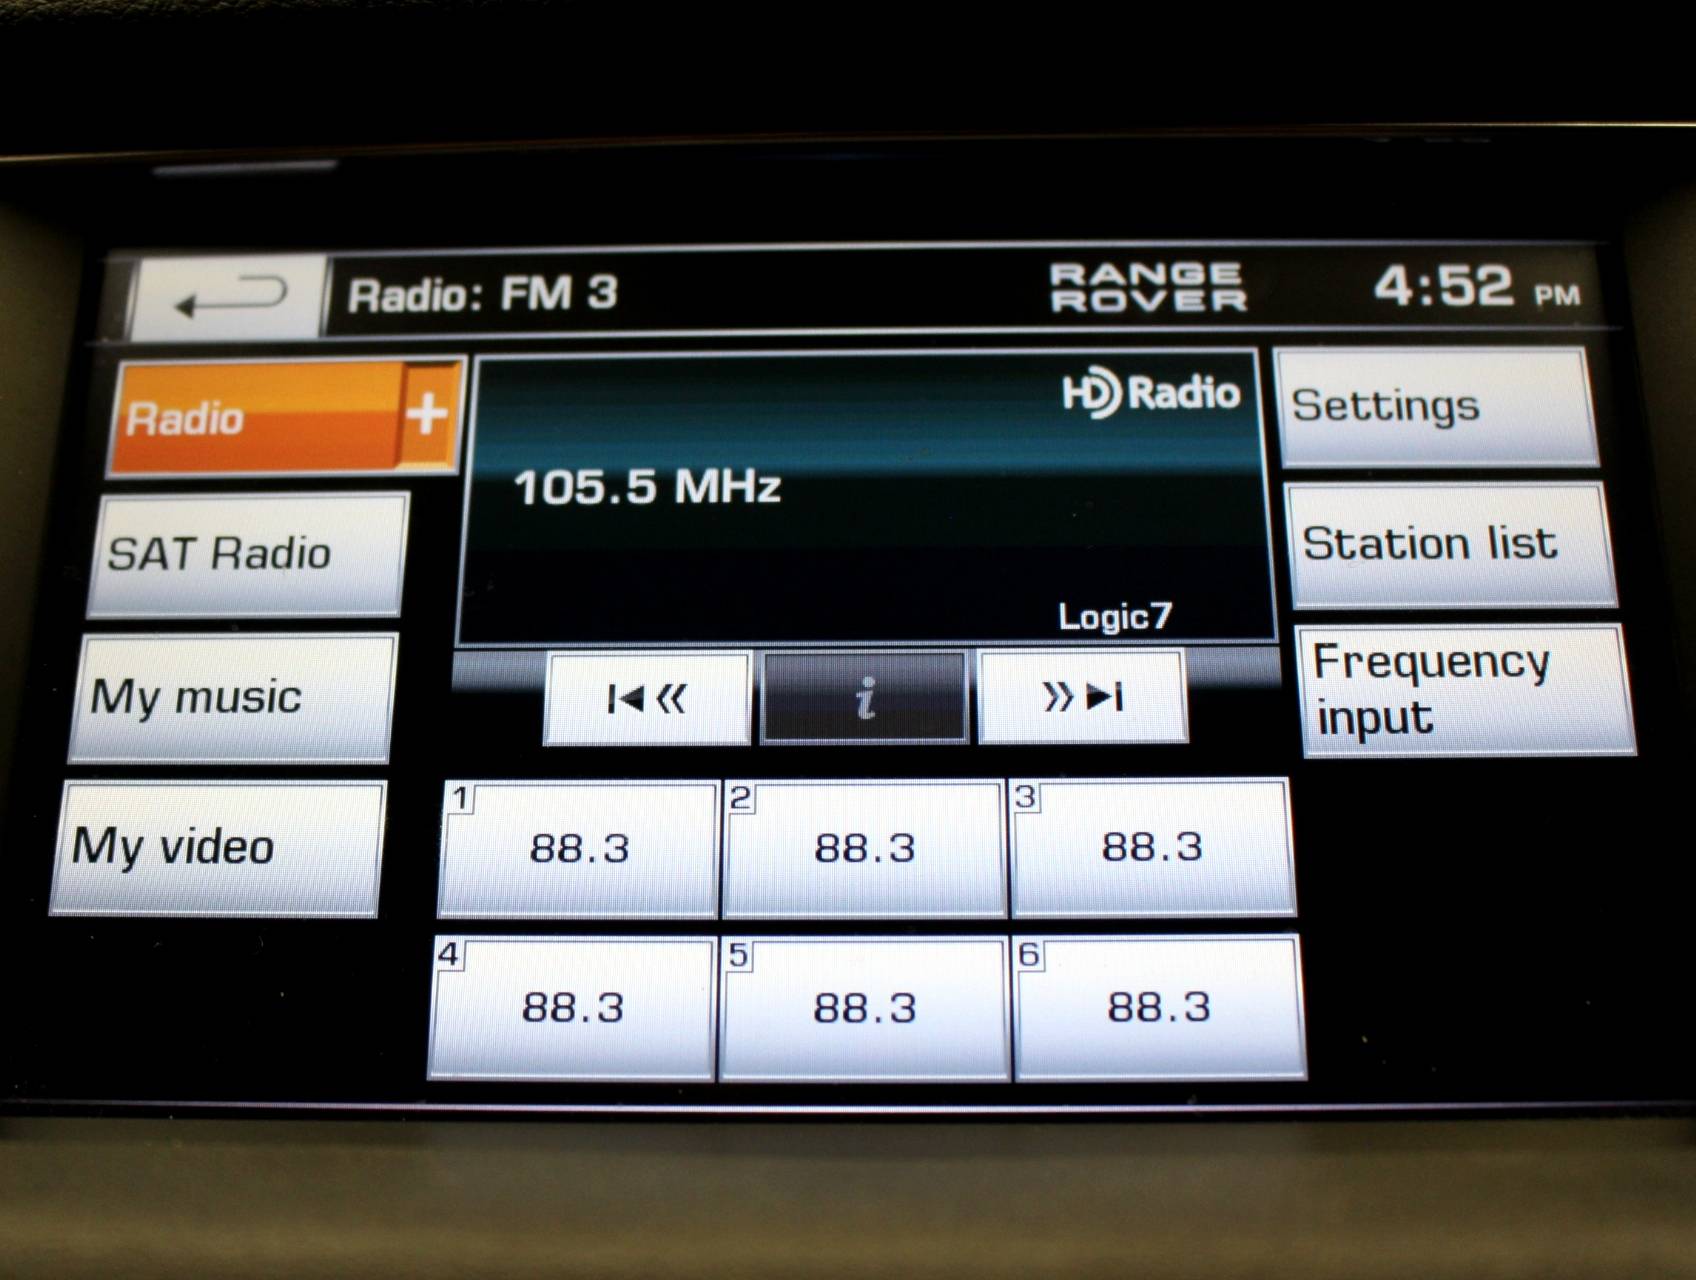 Radio: FM 3
RANGE
ROVER
4:52 PM
Radio +
HD Radio
Settings
105.5 MHz
SAT Radio
Station list
Logic7
My music
i
Frequency
input
My video
1
88.3
2
88.3
3
88.3
4
88.3
5
88.3
6
88.3